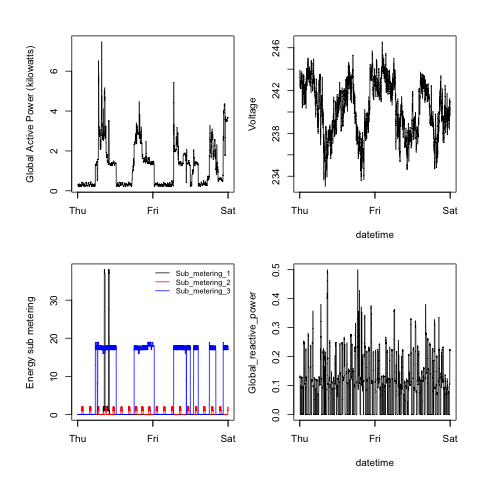 Global Active Power (kilowatts)
0 2 4 6
Thu Fri Sat
Voltage
234 238 242 246
Thu Fri Sat
datetime
Energy sub metering
0 10 20 30
Sub_metering_1
Sub_metering_2
Sub_metering_3
Thu Fri Sat
Global_reactive_power
0.0 0.1 0.2 0.3 0.4 0.5
Thu Fri Sat
datetime